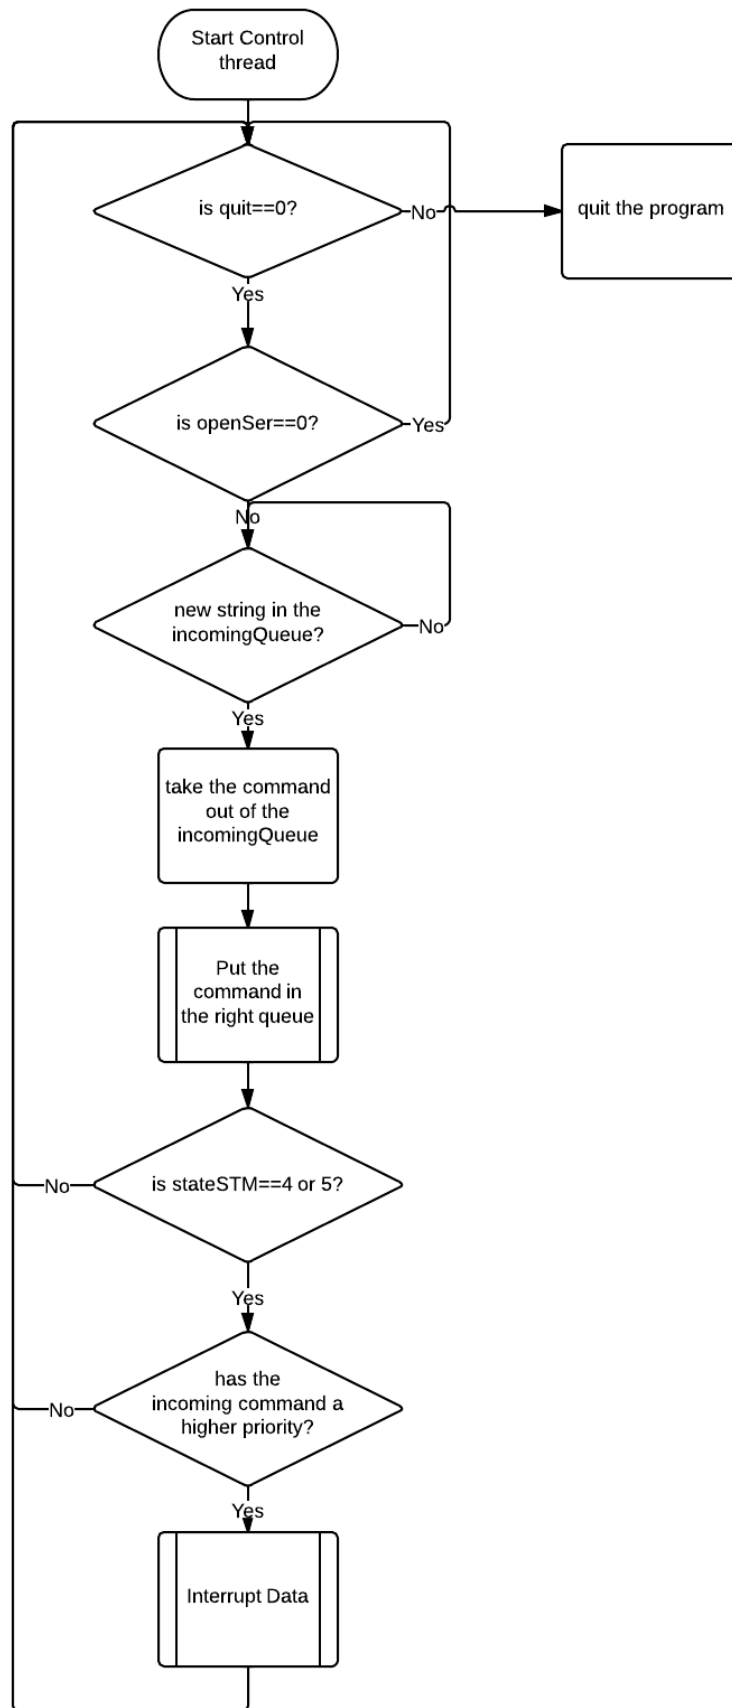 Start Control
thread
is quit==0?
No
quit the program
Yes
is openSer==0?
Yes
No
new string in the
incomingQueue?
No
Yes
take the command
out of the
incomingQueue
Put the
command in
the right queue
is stateSTM==4 or 5?
No
Yes
has the
incoming command a
higher priority?
No
Yes
Interrupt Data